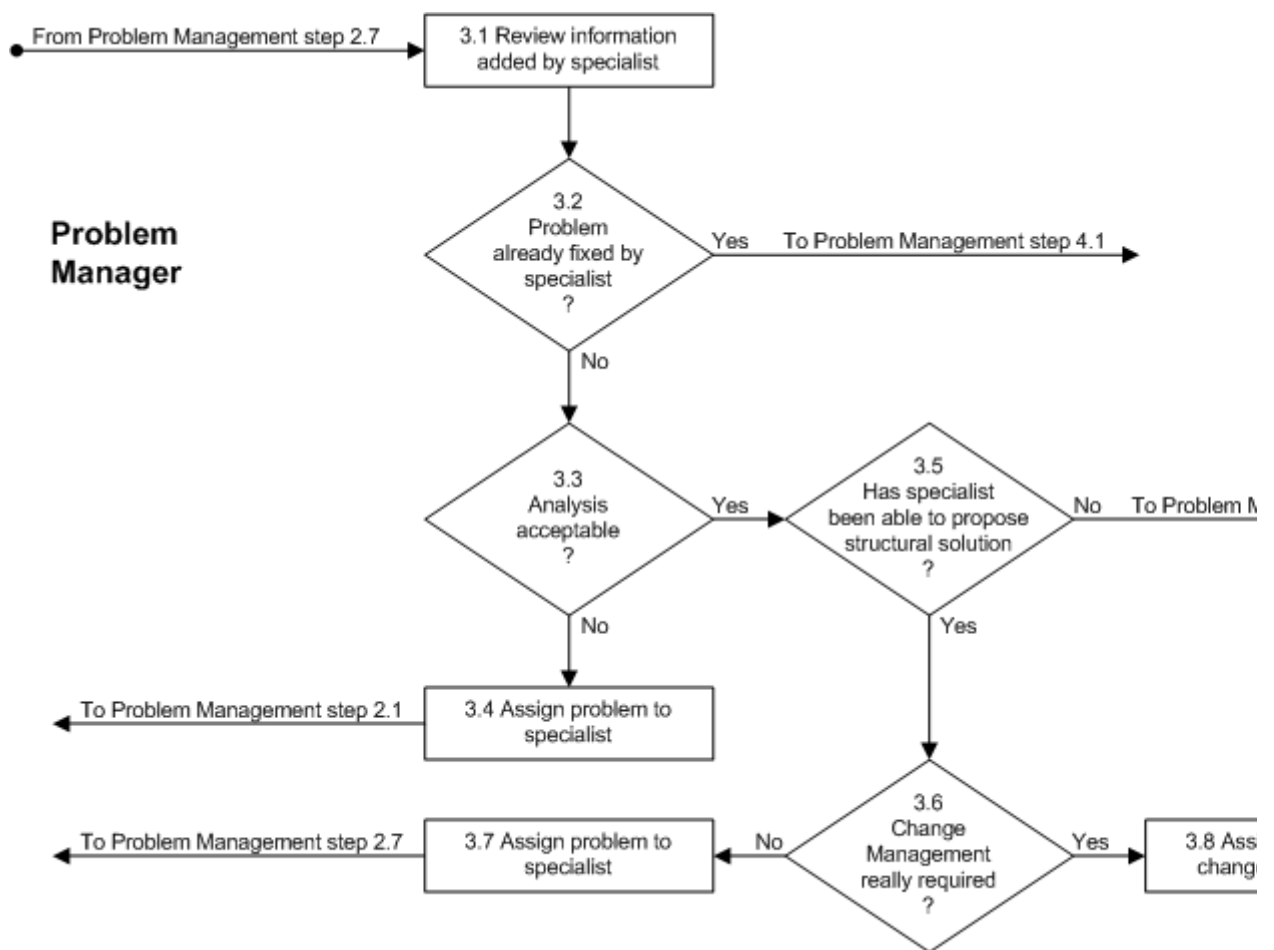 From Problem Management step 2.7
3.1 Review information
added by specialist
Problem
Manager
3.2
Problem
already fixed by
specialist
?
Yes
To Problem Management step 4.1
No
3.3
Analysis
acceptable
?
Yes
3.5
Has specialist
been able to propose
structural solution
?
No
To Problem M
No
Yes
To Problem Management step 2.1
3.4 Assign problem to
specialist
3.6
Change
Management
really required
?
To Problem Management step 2.7
3.7 Assign problem to
specialist
No
Yes
3.8 Assi
change